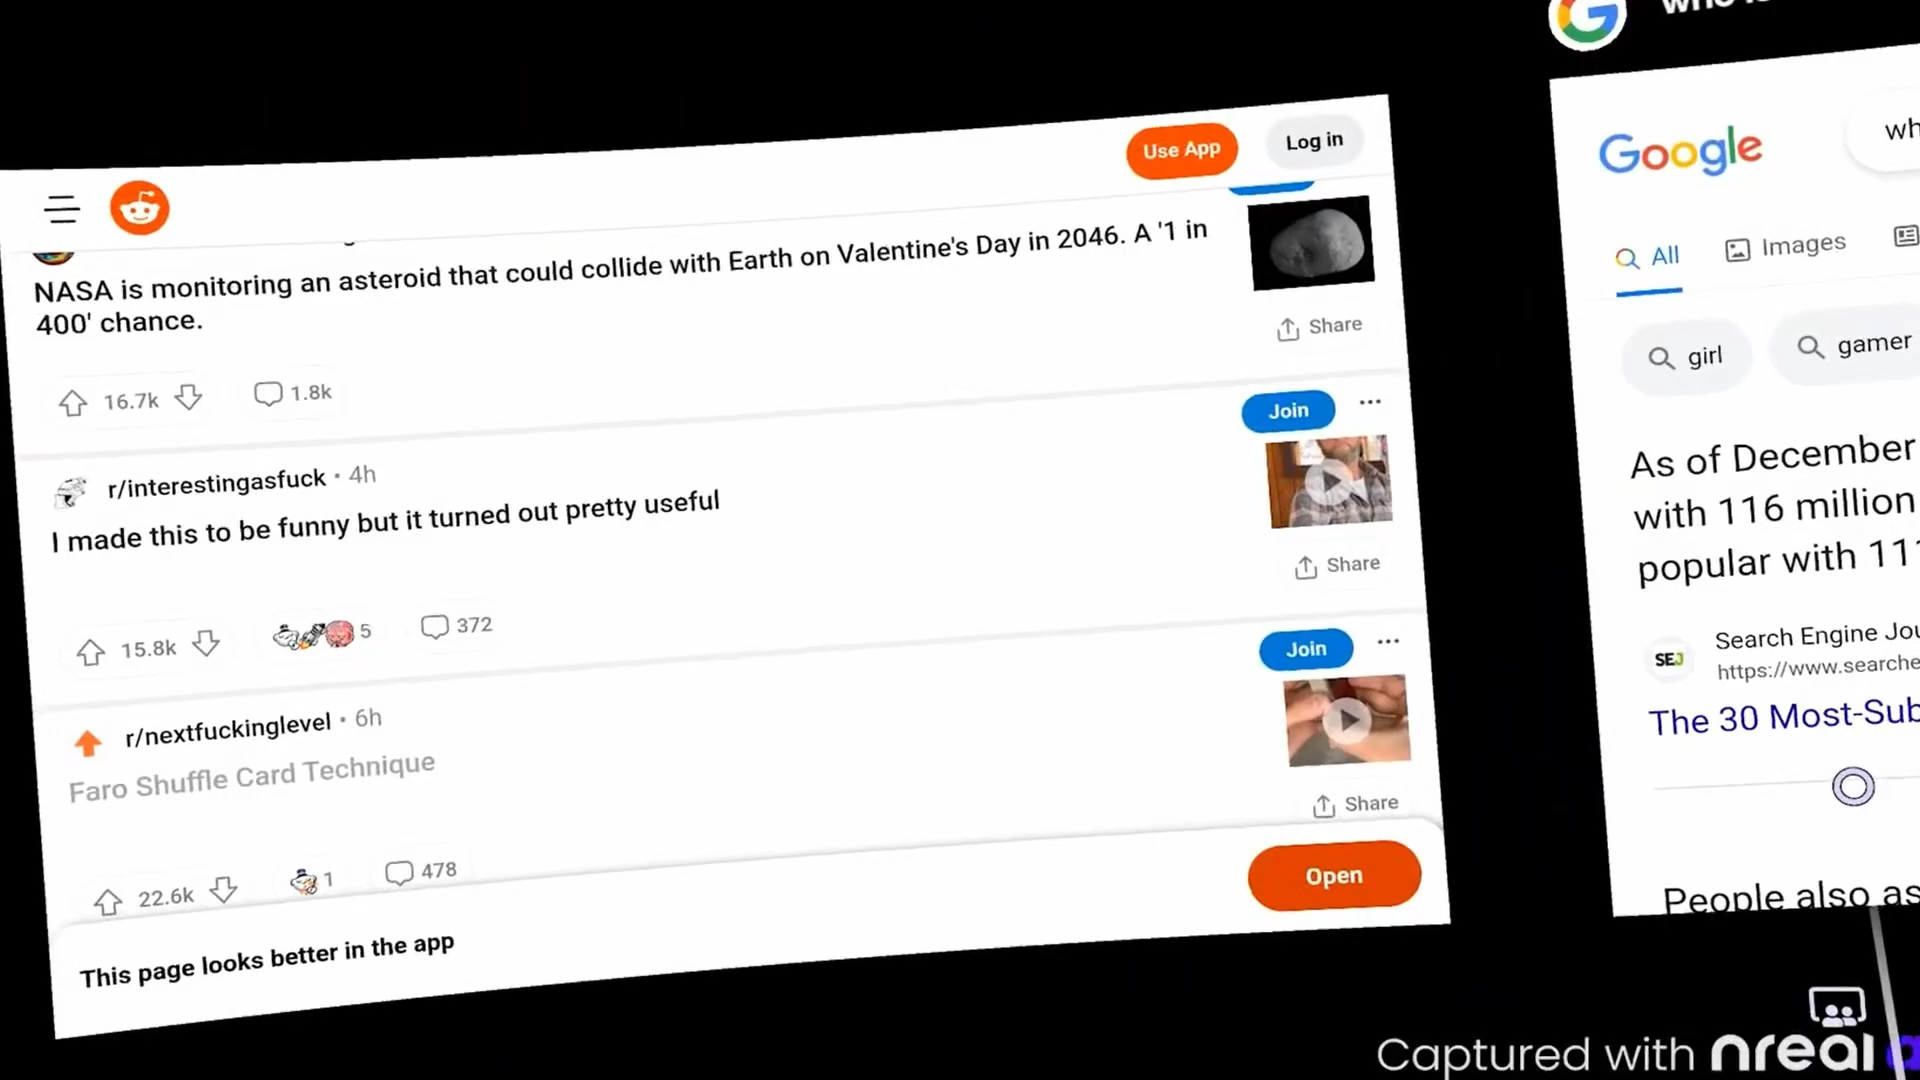 Use App
Log in
NASA is monitoring an asteroid that could collide with Earth on Valentine's Day in 2046. A '1 in
400' chance.
Share
16.7k
1.8k
Join
r/interestingasfuck • 4h
I made this to be funny but it turned out pretty useful
Share
15.8k
5
372
Join
r/nextfuckinglevel • 6h
Faro Shuffle Card Technique
Share
22.6k
1
478
This page looks better in the app
Open
Google
wh
All
Images
girl
gamer
As of December
with 116 million
popular with 11
SEJ
Search Engine Jou
https://www.searche
The 30 Most-Sub
People also as
Captured with nreal